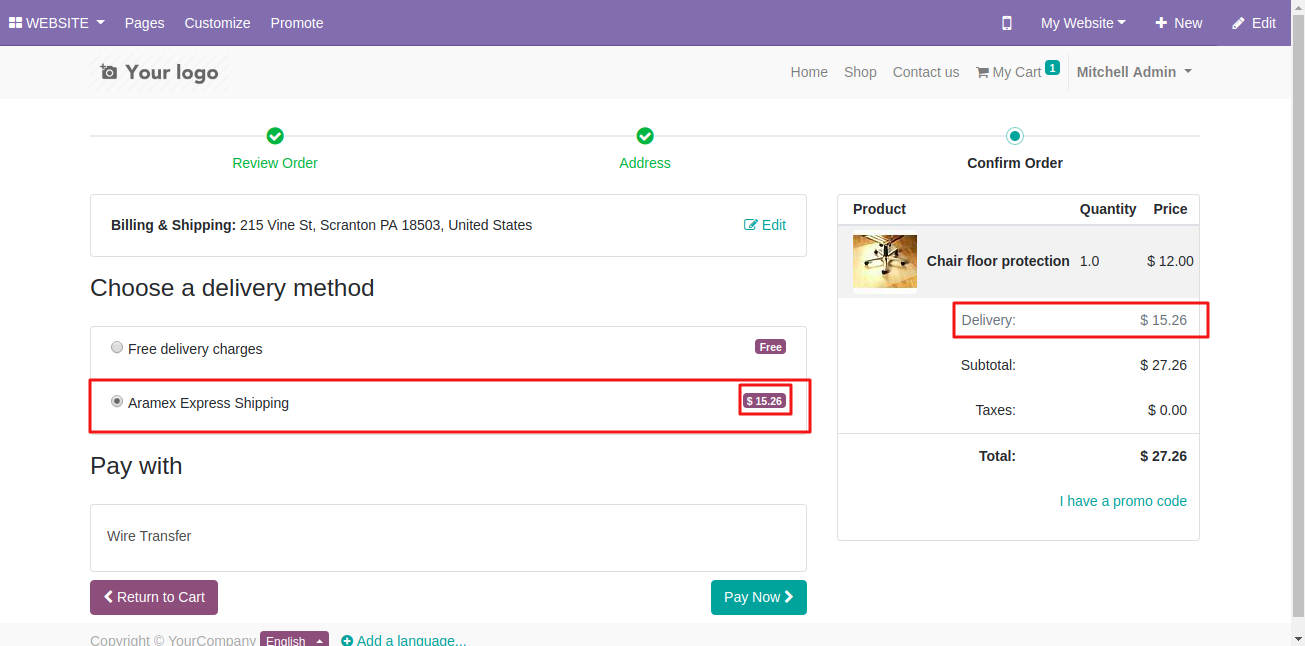 WEBSITE Pages Customize Promote My Website New Edit
Your logo Home Shop Contact us My Cart 1 Mitchell Admin
Review Order Address Confirm Order
Billing & Shipping: 215 Vine St, Scranton PA 18503, United States Edit
Choose a delivery method
Free delivery charges Free
Aramex Express Shipping $ 15.26
Pay with
Wire Transfer
Return to Cart Pay Now
Product Quantity Price
Chair floor protection 1.0 $ 12.00
Delivery: $ 15.26
Subtotal: $ 27.26
Taxes: $ 0.00
Total: $ 27.26
I have a promo code
Copyright © YourCompany English Add a language...